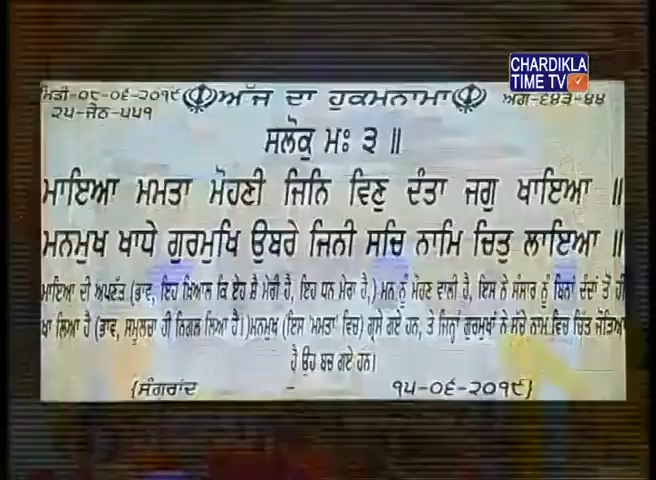 CHARDIKLA
TIME TV
ਮਿਤੀ-੦੯-੦੬-੨੦੧੯ ਅੱਜ ਦਾ ਹੁਕਮਨਾਮਾ ਅੰਗ-੬੪੩-੪੪
੨੫-ਜੇਠ-੫੫੧
ਸਲੋਕੁ ਮਃ ੩ ॥
ਮਾਇਆ ਮਮਤਾ ਮੋਹਣੀ ਜਿਨਿ ਵਿਣੁ ਦੰਤਾ ਜਗੁ ਖਾਇਆ ॥
ਮਨਮੁਖ ਖਾਧੇ ਗੁਰਮੁਖਿ ਉਬਰੇ ਜਿਨੀ ਸਚਿ ਨਾਮਿ ਚਿਤੁ ਲਾਇਆ ॥
ਮਾਇਆ ਦੀ ਅਪਣੱਤ (ਭਾਵ, ਇਹ ਖ਼ਿਆਲ ਕਿ ਏਹ ਸ਼ੈ ਮੇਰੀ ਹੈ, ਇਹ ਧਨ ਮੇਰਾ ਹੈ,) ਮਨ ਨੂੰ ਮੋਹਣ ਵਾਲੀ ਹੈ, ਇਸ ਨੇ ਸੰਸਾਰ ਨੂੰ ਬਿਨਾਂ ਦੰਦਾਂ ਤੋਂ ਹੀ
ਖਾ ਲਿਆ ਹੈ (ਭਾਵ, ਸਮੂਲਚਾ ਹੀ ਨਿਗਲ ਲਿਆ ਹੈ।)ਮਨਮੁਖ (ਇਸ 'ਮਮਤਾ ਵਿਚ) ਗ੍ਰਸੇ ਗਏ ਹਨ, ਤੇ ਜਿਨ੍ਹਾਂ ਗੁਰਮੁਖਾਂ ਨੇ ਸੱਚੇ ਨਾਮ ਵਿਚ ਚਿੱਤ ਜੋੜਿਆ
ਹੈ ਉਹ ਬਚ ਗਏ ਹਨ।
{ਸੰਗਰਾਂਦ - ੧੫-੦੬-੨੦੧੯}